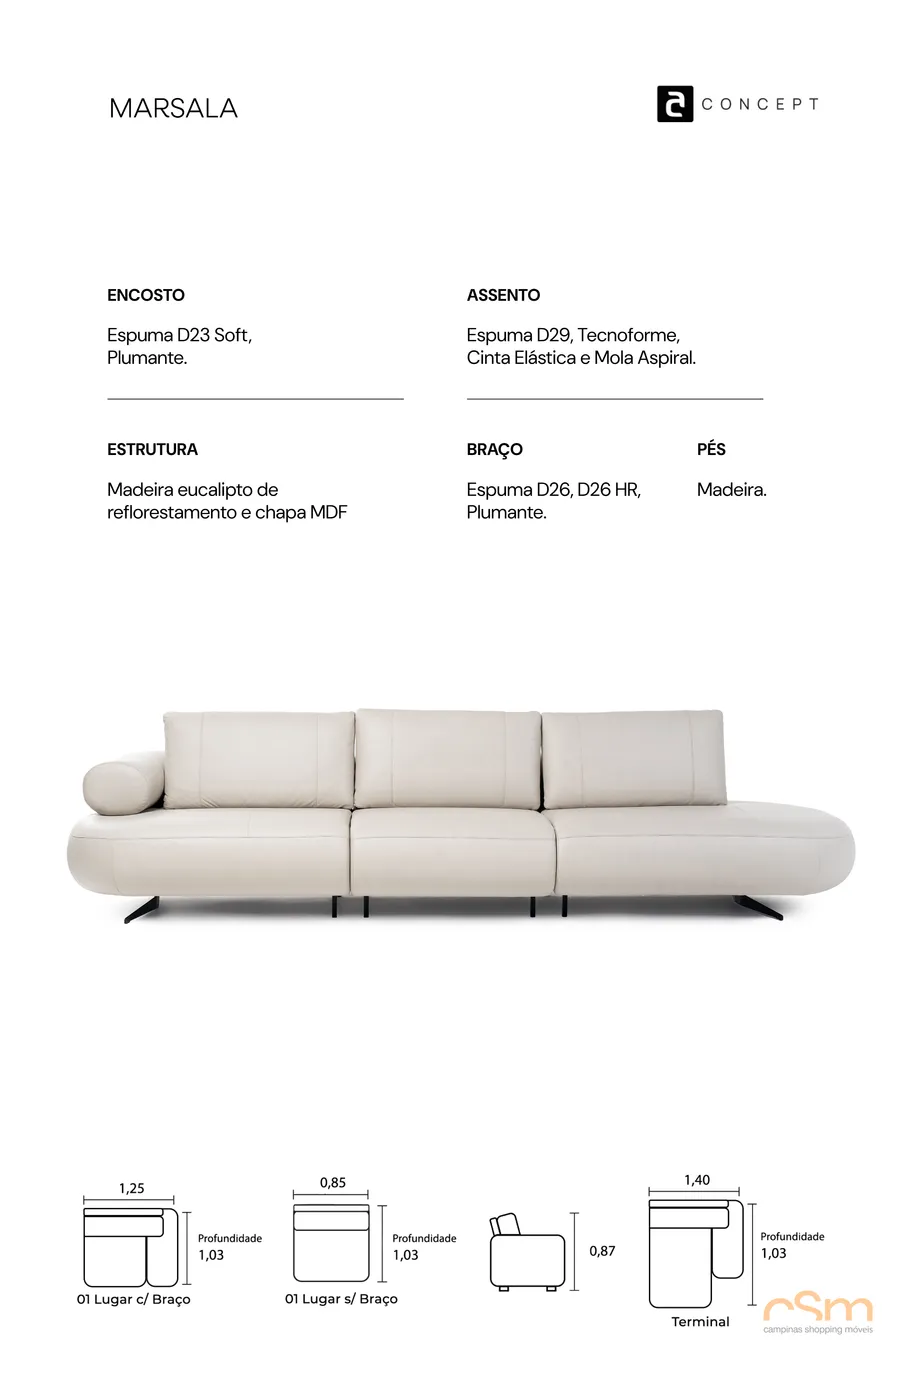 MARSALA
CONCEPT
ENCOSTO
Espuma D23 Soft,
Plumante.
ASSENTO
Espuma D29, Tecnoforme,
Cinta Elástica e Mola Aspiral.
ESTRUTURA
Madeira eucalipto de
reflorestamento e chapa MDF
BRAÇO
Espuma D26, D26 HR,
Plumante.
PÉS
Madeira.
1,25
Profundidade
1,03
01 Lugar c/ Braço
0,85
Profundidade
1,03
01 Lugar s/ Braço
0,87
1,40
Profundidade
1,03
Terminal
csm
campinas shopping móveis